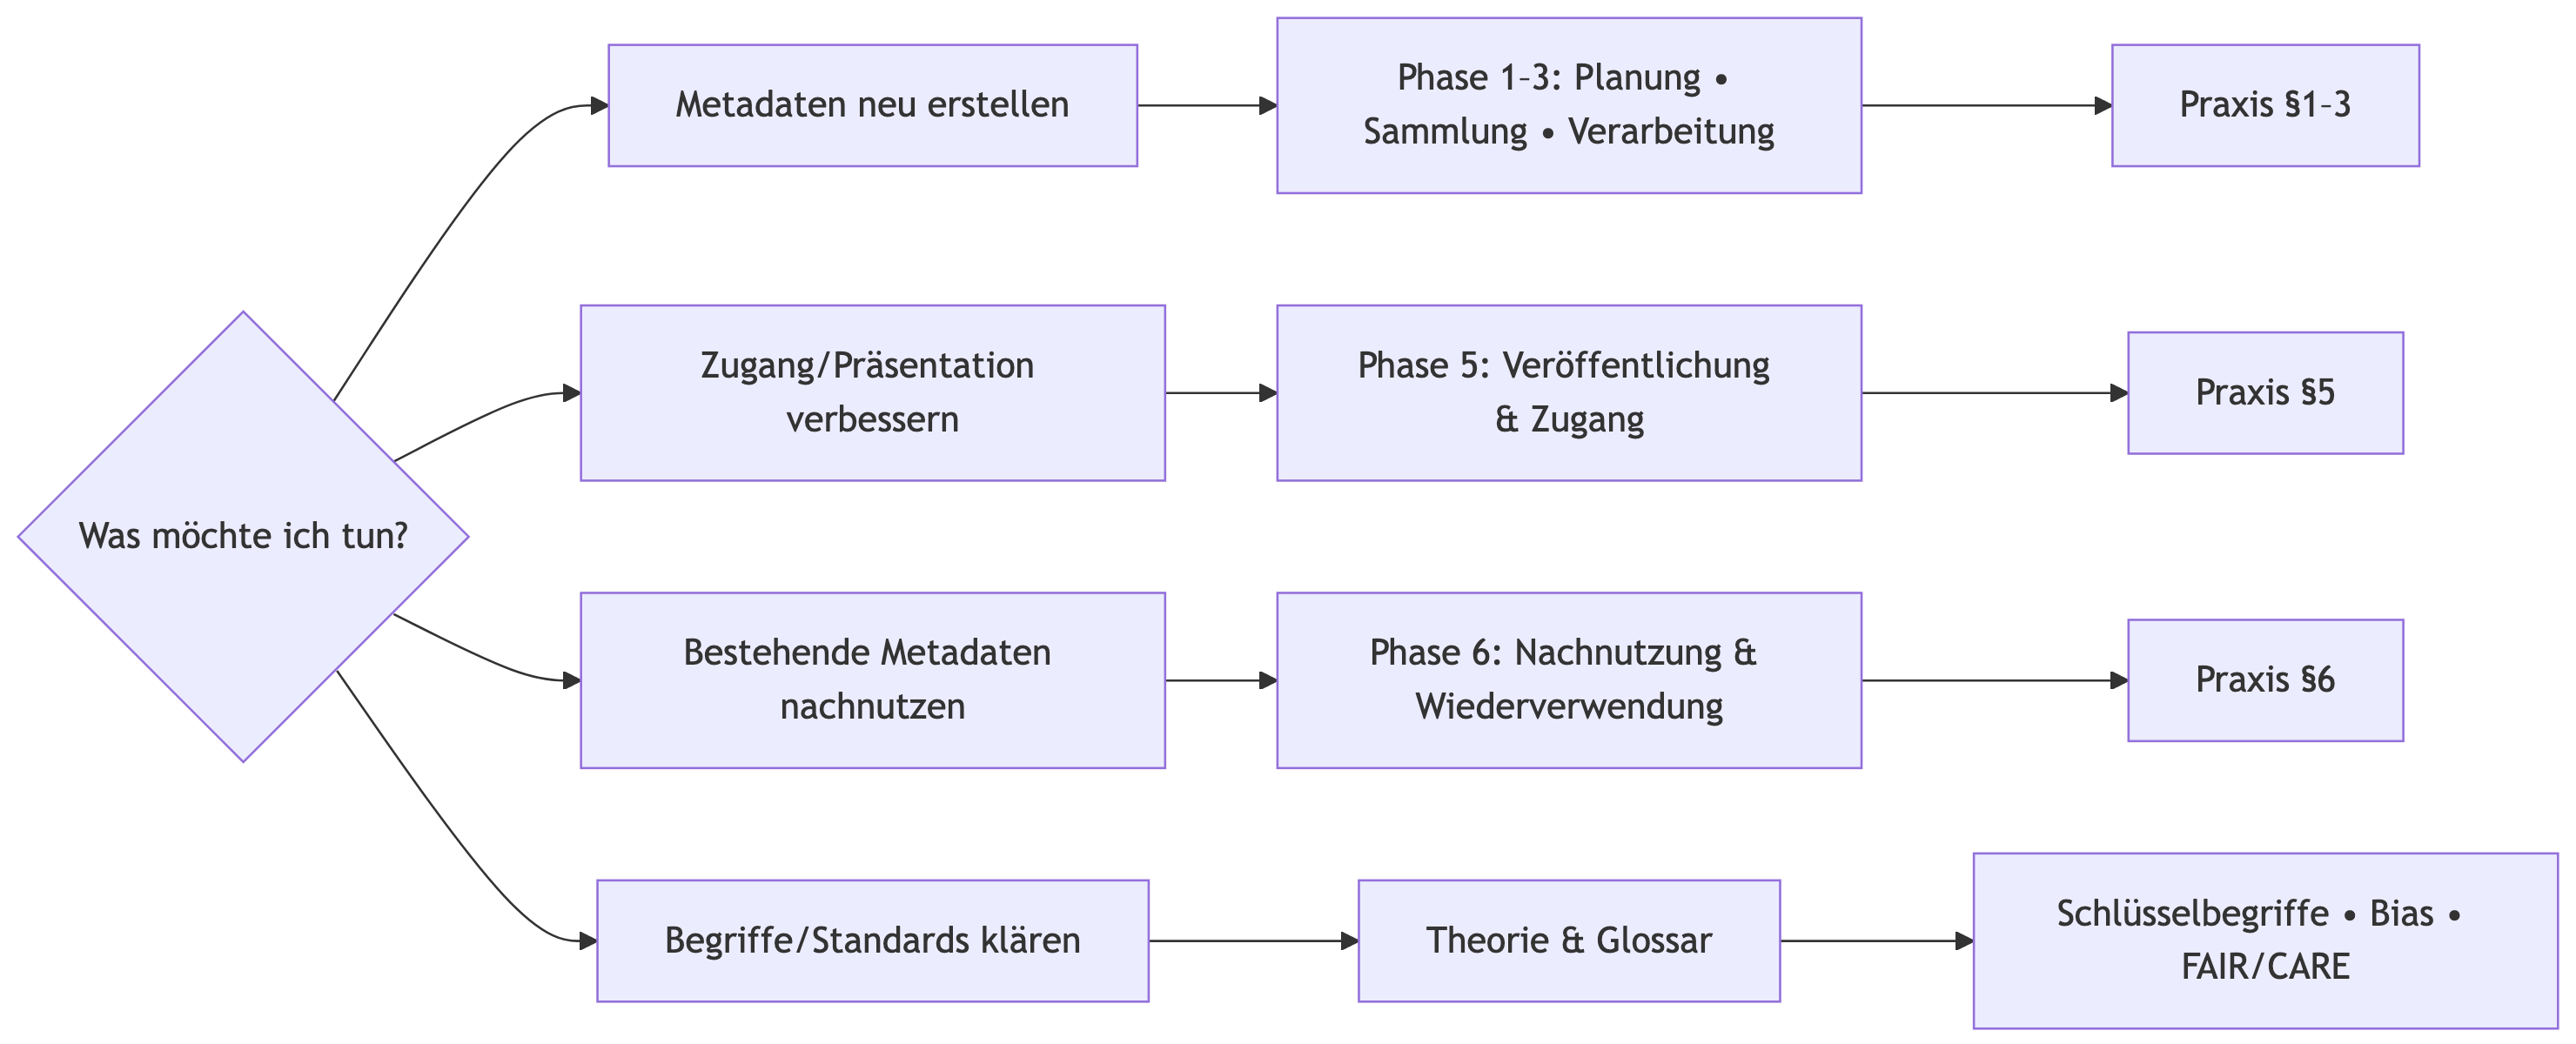 Was möchte ich tun?
Metadaten neu erstellen
Phase 1–3: Planung •
Sammlung • Verarbeitung
Praxis §1–3
Zugang/Präsentation
verbessern
Phase 5: Veröffentlichung
& Zugang
Praxis §5
Bestehende Metadaten
nachnutzen
Phase 6: Nachnutzung &
Wiederverwendung
Praxis §6
Begriffe/Standards klären
Theorie & Glossar
Schlüsselbegriffe • Bias •
FAIR/CARE